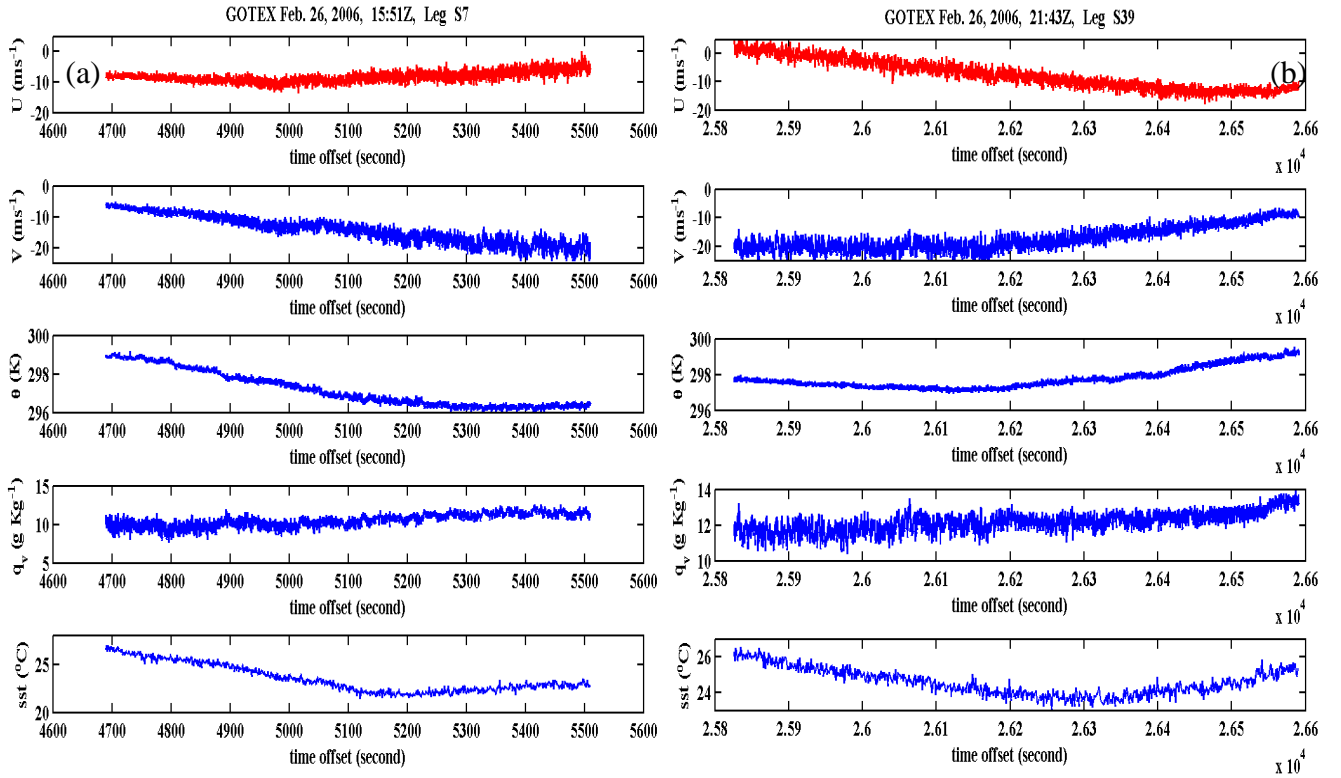 GOTEX Feb. 26, 2006, 15:51Z, Leg S7
(a)
U (ms⁻¹)
0
-10
-20
4600 4700 4800 4900 5000 5100 5200 5300 5400 5500 5600
time offset (second)
V (ms⁻¹)
0
-10
-20
4600 4700 4800 4900 5000 5100 5200 5300 5400 5500 5600
time offset (second)
θ (K)
300
298
296
4600 4700 4800 4900 5000 5100 5200 5300 5400 5500 5600
time offset (second)
qᵥ (g Kg⁻¹)
15
10
5
4600 4700 4800 4900 5000 5100 5200 5300 5400 5500 5600
time offset (second)
sst (°C)
25
20
4600 4700 4800 4900 5000 5100 5200 5300 5400 5500 5600
time offset (second)
GOTEX Feb. 26, 2006, 21:43Z, Leg S39
(b)
U (ms⁻¹)
0
-10
-20
2.58 2.59 2.6 2.61 2.62 2.63 2.64 2.65 2.66
time offset (second)
x 10⁴
V (ms⁻¹)
0
-10
-20
2.58 2.59 2.6 2.61 2.62 2.63 2.64 2.65 2.66
time offset (second)
x 10⁴
θ (K)
300
298
296
2.58 2.59 2.6 2.61 2.62 2.63 2.64 2.65 2.66
time offset (second)
x 10⁴
qᵥ (g Kg⁻¹)
14
12
10
2.58 2.59 2.6 2.61 2.62 2.63 2.64 2.65 2.66
time offset (second)
x 10⁴
sst (°C)
26
24
2.58 2.59 2.6 2.61 2.62 2.63 2.64 2.65 2.66
time offset (second)
x 10⁴